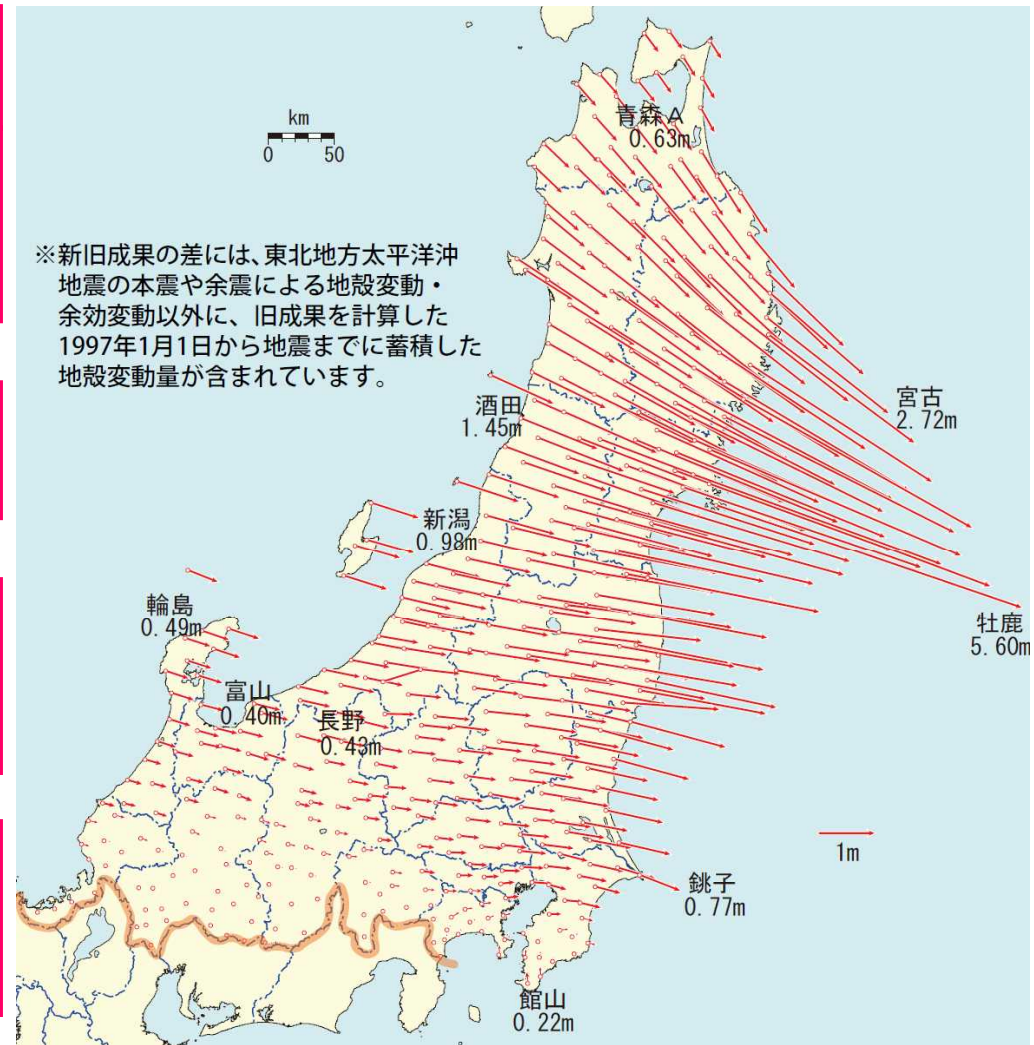 青森A
0.63m
km
0 50
※新旧成果の差には、東北地方太平洋沖
地震の本震や余震による地殻変動・
余効変動以外に、旧成果を計算した
1997年1月1日から地震までに蓄積した
地殻変動量が含まれています。
宮古
2.72m
酒田
1.45m
新潟
0.98m
輪島
0.49m
牡鹿
5.60m
富山
0.40m
長野
0.43m
1m
銚子
0.77m
館山
0.22m